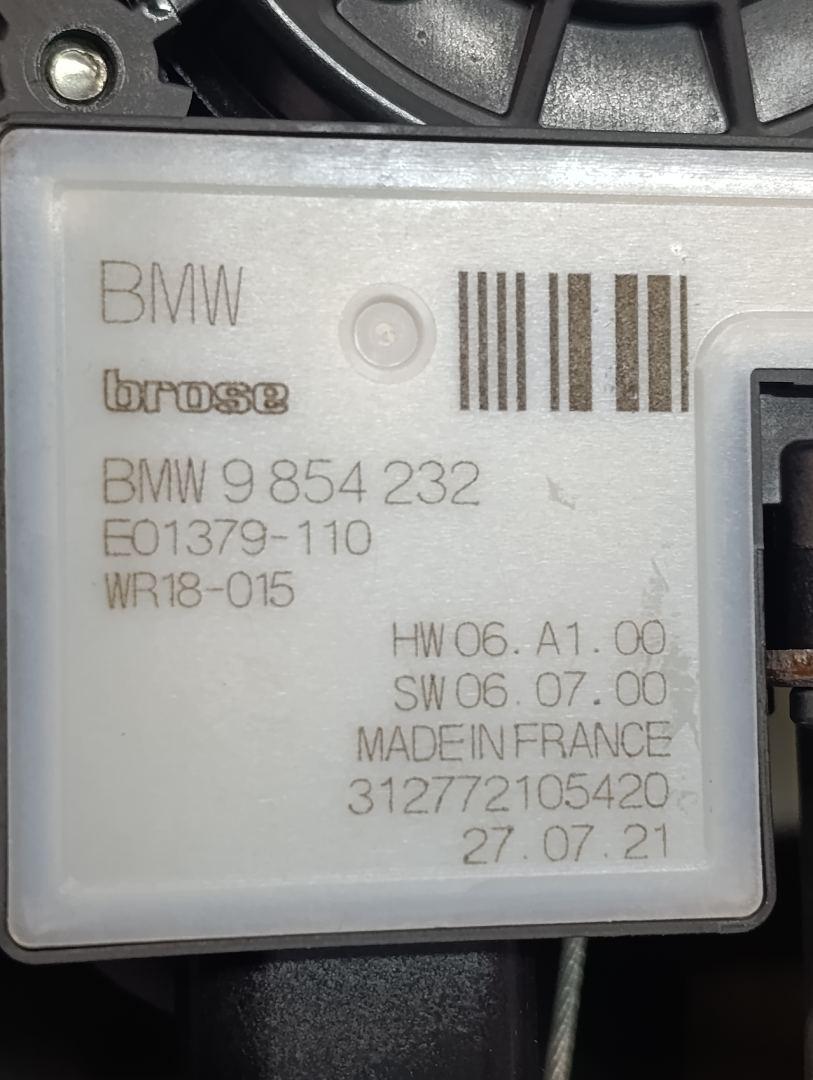 BMW
brose
BMW 9 854 232
E01379-110
WR18-015
HW 06. A1. 00
SW 06. 07. 00
MADE IN FRANCE
312772105420
27. 07. 21